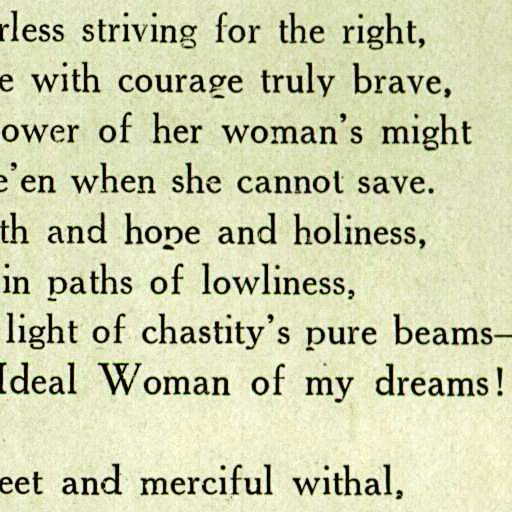 rless striving for the right,
e with courage truly brave,
ower of her woman's might
e'en when she cannot save.
th and hope and holiness,
in paths of lowliness,
light of chastity's pure beams—
Ideal Woman of my dreams!
eet and merciful withal,